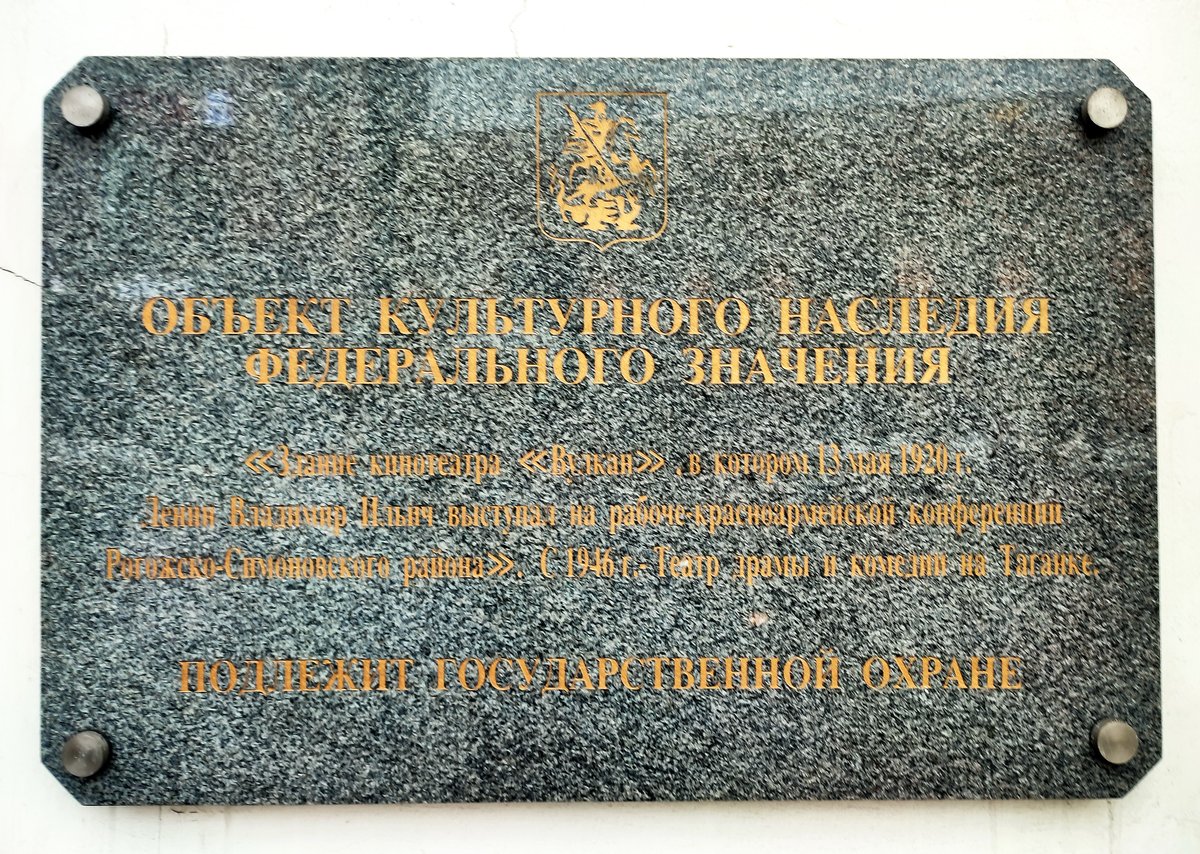 ОБЪЕКТ КУЛЬТУРНОГО НАСЛЕДИЯ
ФЕДЕРАЛЬНОГО ЗНАЧЕНИЯ
≪Здание кинотеатра ≪Вулкан≫, в котором 13 мая 1920 г.
Ленин Владимир Ильич выступал на рабоче-красноармейской конференции
Рогожско-Симоновского района≫. С 1946 г.- Театр драмы и комедии на Таганке.
ПОДЛЕЖИТ ГОСУДАРСТВЕННОЙ ОХРАНЕ